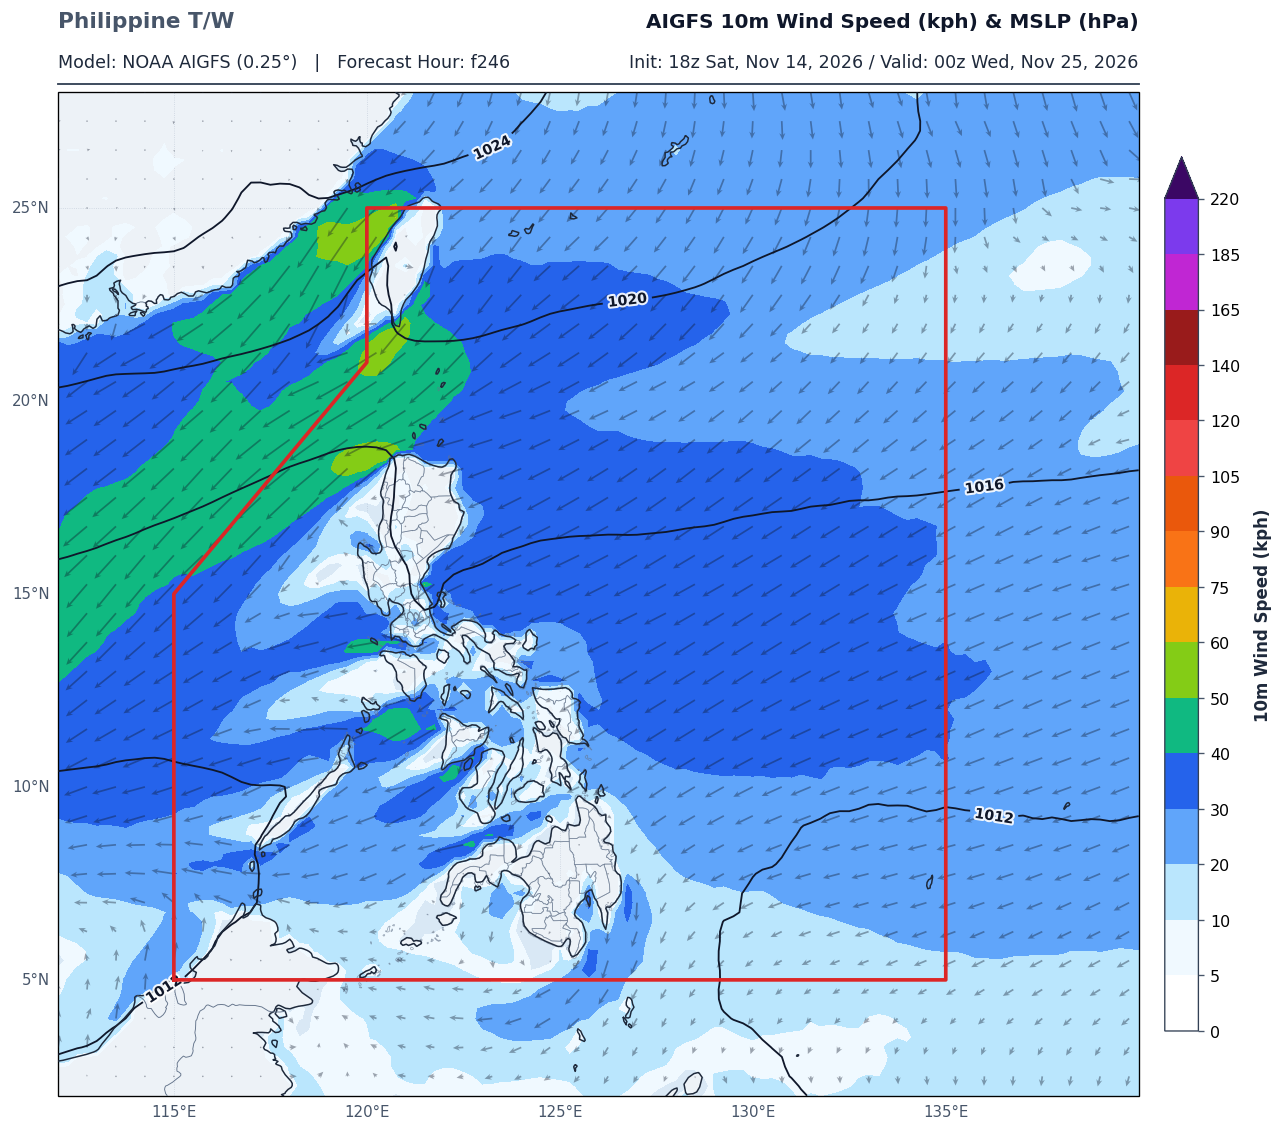 Philippine T/W
AIGFS 10m Wind Speed (kph) & MSLP (hPa)
Model: NOAA AIGFS (0.25°)   |   Forecast Hour: f246
Init: 18z Sat, Nov 14, 2026 / Valid: 00z Wed, Nov 25, 2026
1024
1020
1016
1012
1012
25°N
20°N
15°N
10°N
5°N
115°E
120°E
125°E
130°E
135°E
220
185
165
140
120
105
90
75
60
50
40
30
20
10
5
0
10m Wind Speed (kph)